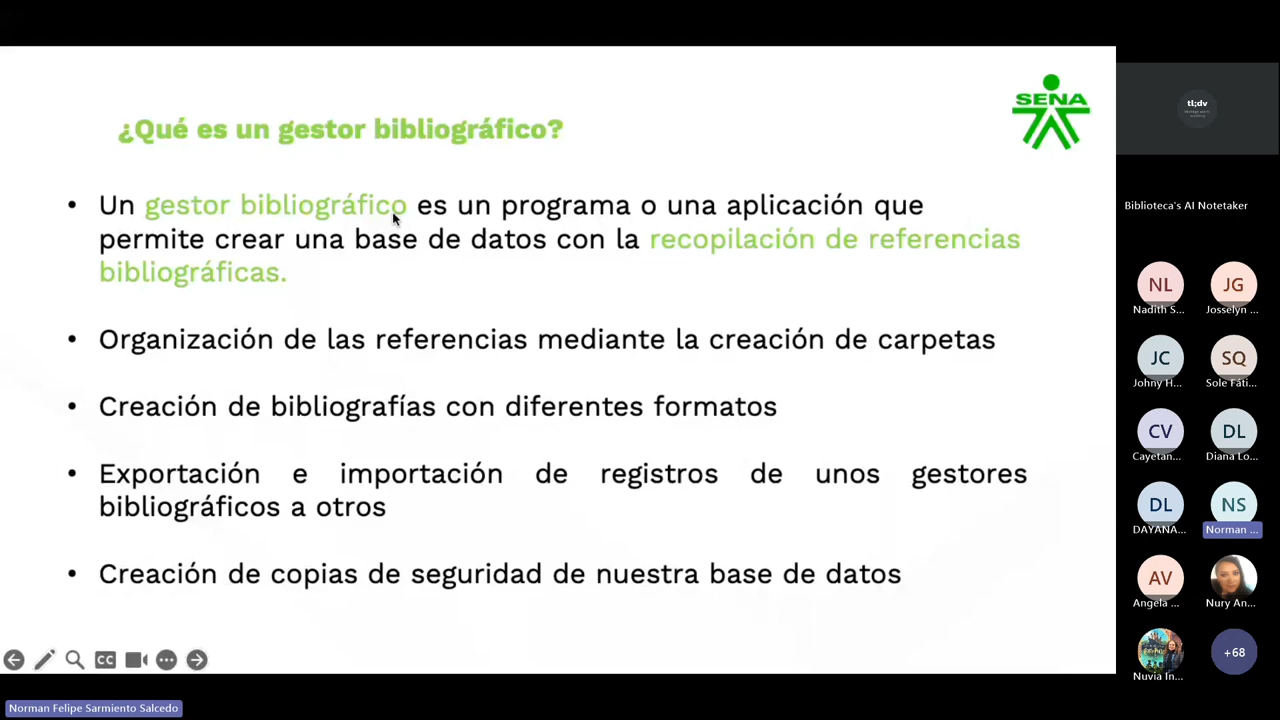 ¿Qué es un gestor bibliográfico?
SENA
• Un gestor bibliográfico es un programa o una aplicación que
permite crear una base de datos con la recopilación de referencias
bibliográficas.
• Organización de las referencias mediante la creación de carpetas
• Creación de bibliografías con diferentes formatos
• Exportación e importación de registros de unos gestores
bibliográficos a otros
• Creación de copias de seguridad de nuestra base de datos
CC
Norman Felipe Sarmiento Salcedo
tl;dv
Biblioteca's AI Notetaker
NL
Nadith S...
JG
Josselyn ...
JC
Johny H...
SQ
Sole Fáti...
CV
Cayetan...
DL
Diana Lo...
DL
DAYANA...
NS
Norman ...
AV
Angela ...
Nury An...
Nuvia In...
+68